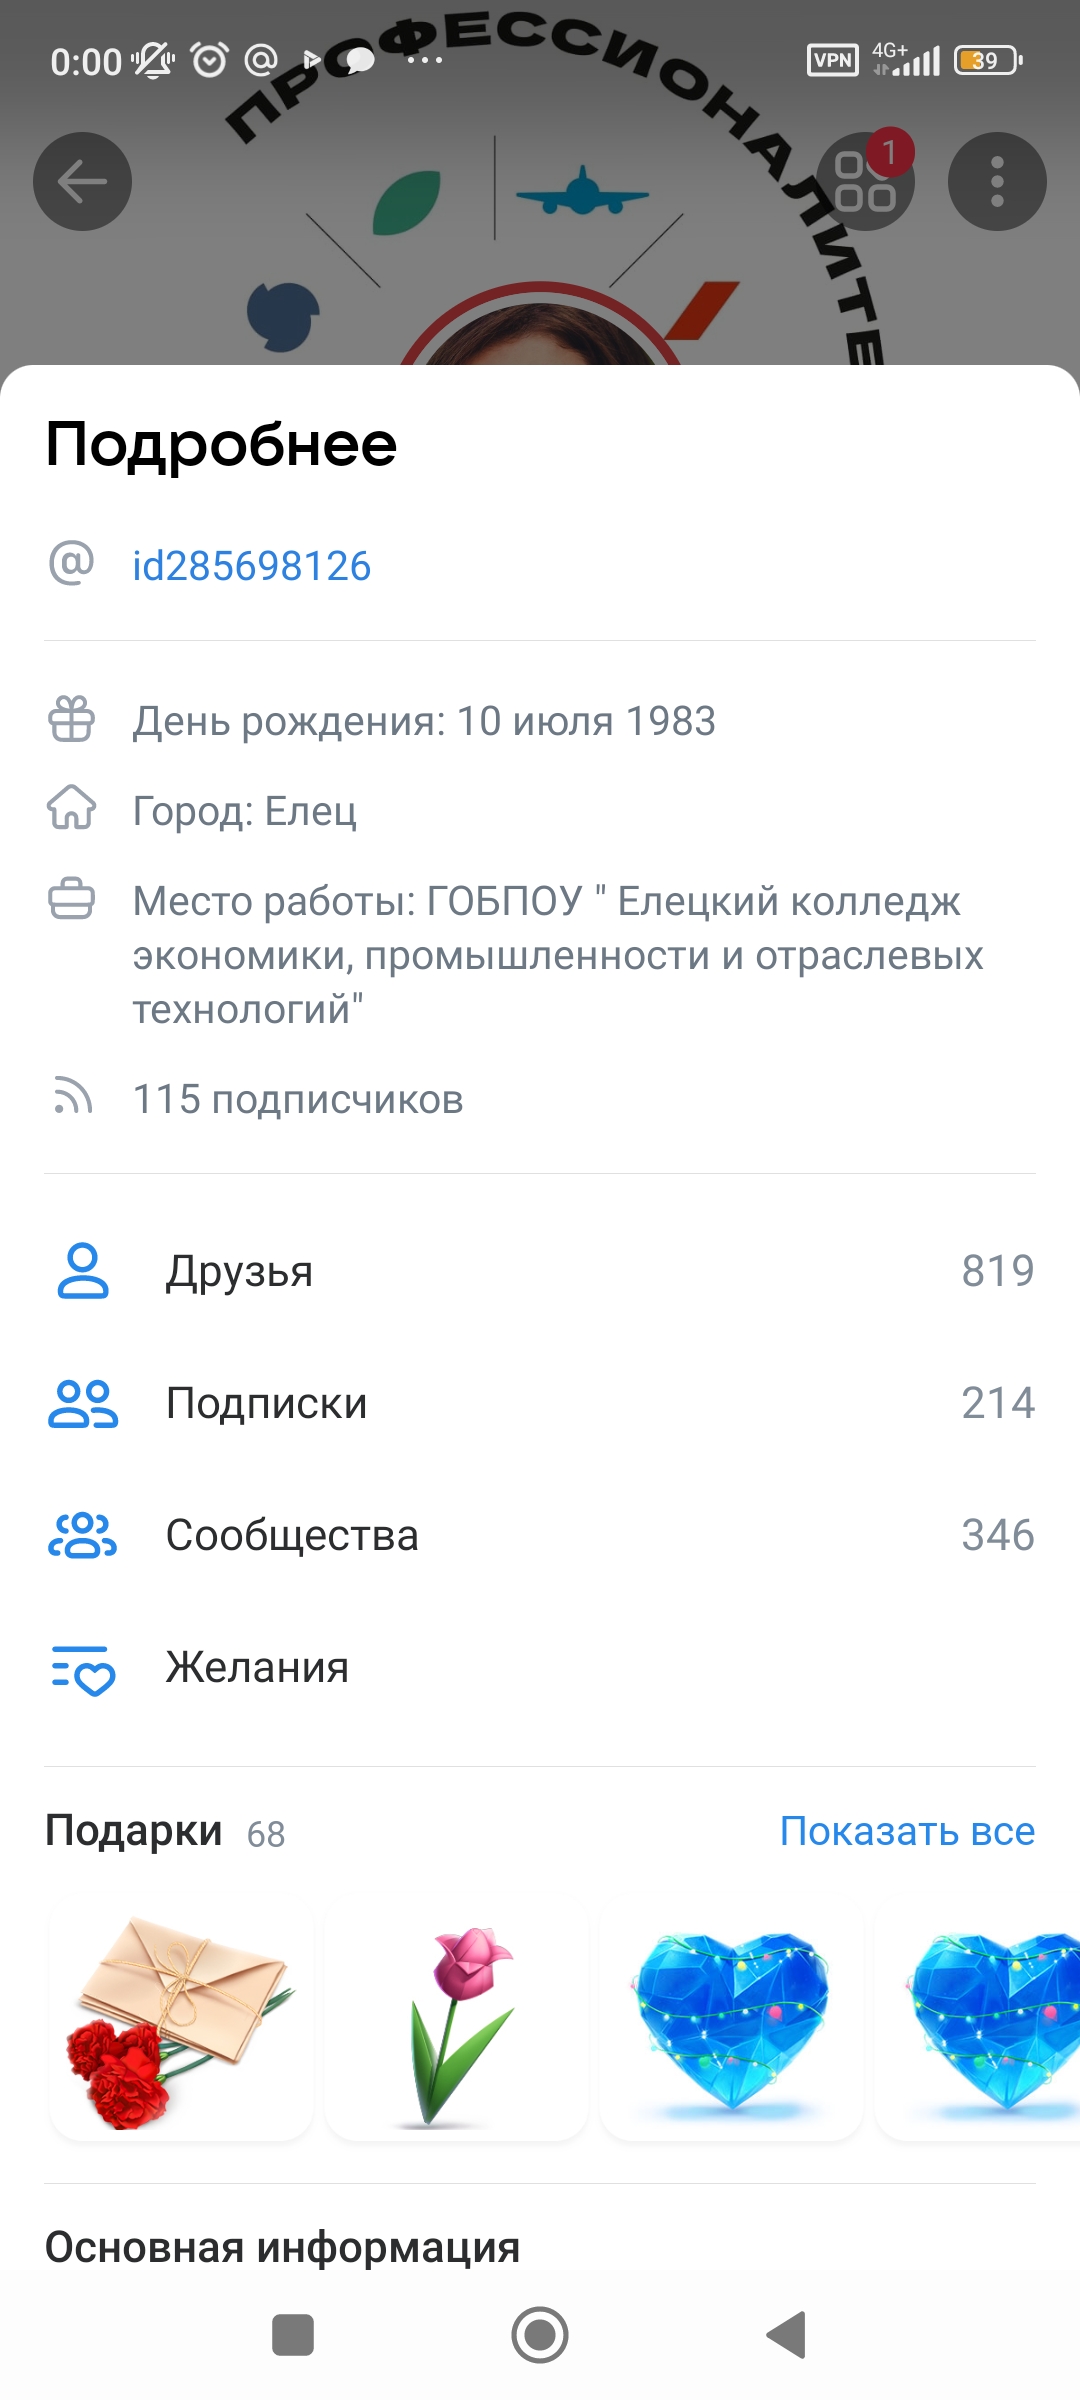 0:00 VPN 4G+ 39
ПРОФЕССИОНАЛИТЕ
1
Подробнее
id285698126
День рождения: 10 июля 1983
Город: Елец
Место работы: ГОБПОУ " Елецкий колледж
экономики, промышленности и отраслевых
технологий"
115 подписчиков
Друзья 819
Подписки 214
Сообщества 346
Желания
Подарки 68 Показать все
Основная информация